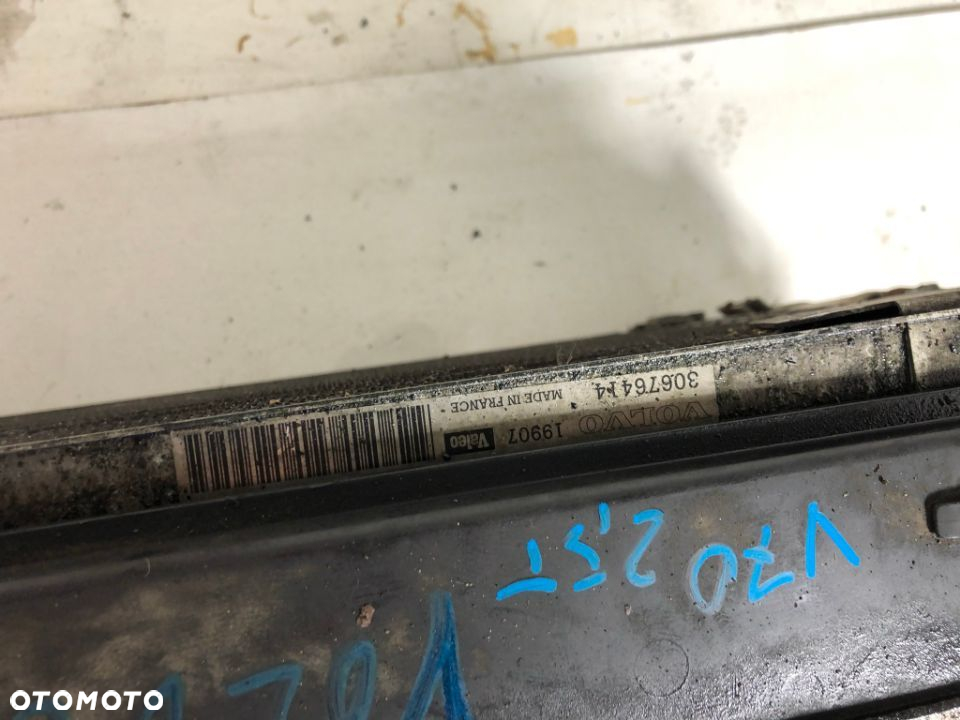 V70 2,5T
VOLVO 19907 Valeo
30676414 MADE IN FRANCE
OTOMOTO